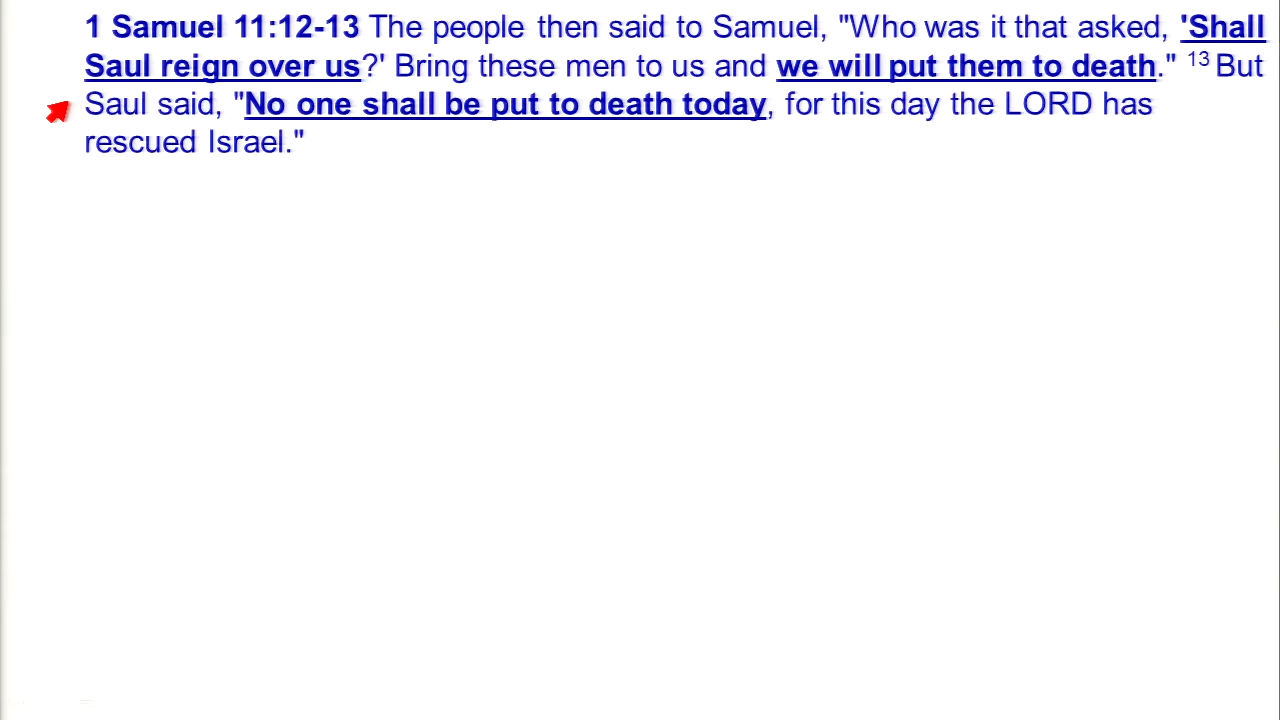 1 Samuel 11:12-13 The people then said to Samuel, "Who was it that asked, 'Shall
Saul reign over us?' Bring these men to us and we will put them to death." 13 But
Saul said, "No one shall be put to death today, for this day the LORD has
rescued Israel."